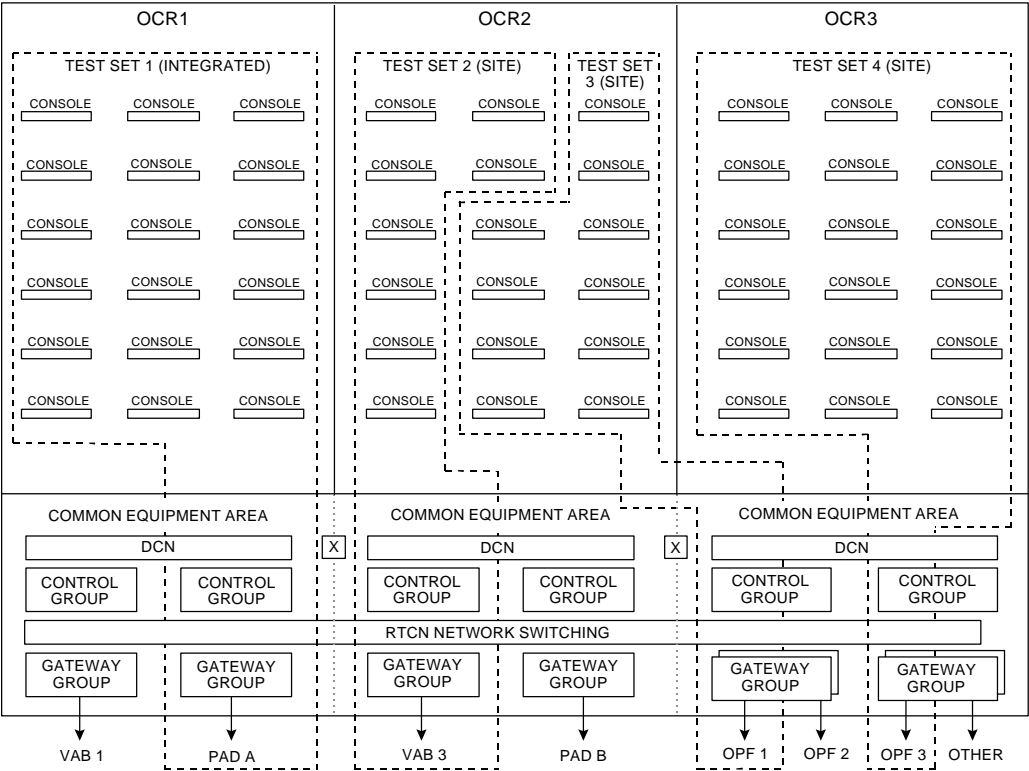 OCR1 OCR2 OCR3
TEST SET 1 (INTEGRATED) TEST SET 2 (SITE) TEST SET TEST SET 4 (SITE)
3 (SITE)
CONSOLE CONSOLE CONSOLE CONSOLE CONSOLE CONSOLE CONSOLE CONSOLE CONSOLE
CONSOLE CONSOLE CONSOLE CONSOLE CONSOLE CONSOLE CONSOLE CONSOLE CONSOLE
CONSOLE CONSOLE CONSOLE CONSOLE CONSOLE CONSOLE CONSOLE CONSOLE CONSOLE
CONSOLE CONSOLE CONSOLE CONSOLE CONSOLE CONSOLE CONSOLE CONSOLE CONSOLE
CONSOLE CONSOLE CONSOLE CONSOLE CONSOLE CONSOLE CONSOLE CONSOLE CONSOLE
CONSOLE CONSOLE CONSOLE CONSOLE CONSOLE CONSOLE CONSOLE CONSOLE CONSOLE
COMMON EQUIPMENT AREA COMMON EQUIPMENT AREA COMMON EQUIPMENT AREA
DCN X DCN X DCN
CONTROL CONTROL CONTROL CONTROL CONTROL CONTROL
GROUP GROUP GROUP GROUP GROUP GROUP
RTCN NETWORK SWITCHING
GATEWAY GATEWAY GATEWAY GATEWAY GATEWAY GATEWAY
GROUP GROUP GROUP GROUP GROUP GROUP
VAB 1 PAD A VAB 3 PAD B OPF 1 OPF 2 OPF 3 OTHER